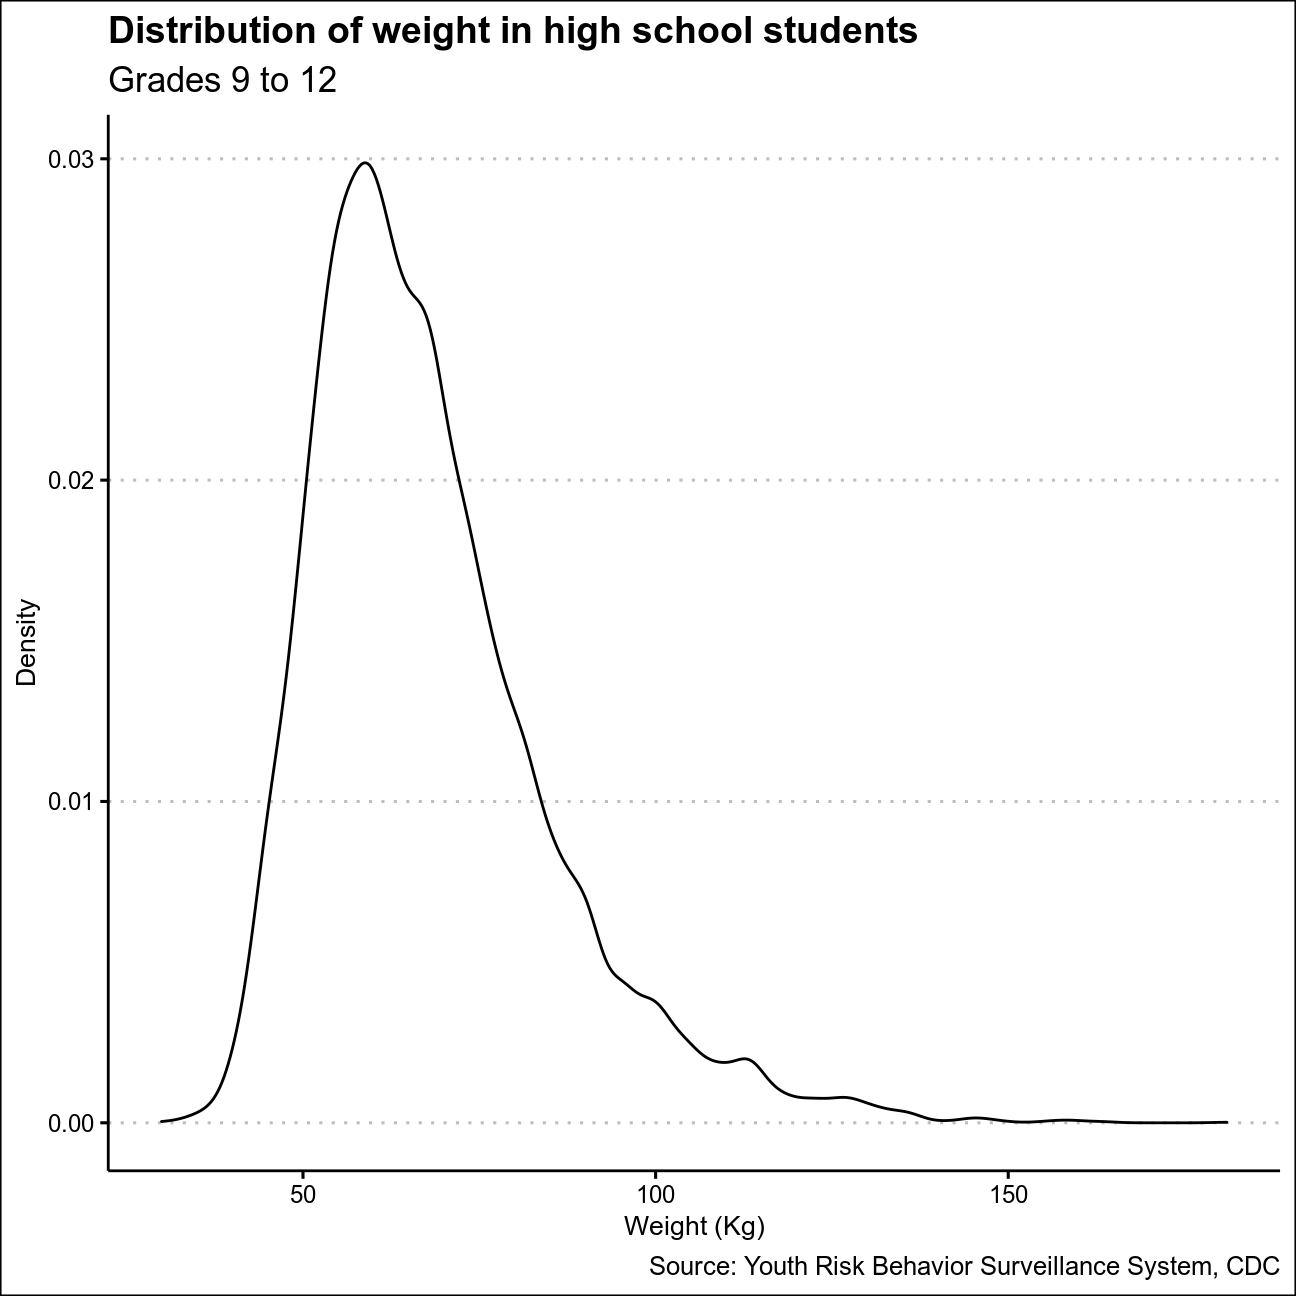 Distribution of weight in high school students
Grades 9 to 12
0.03
0.02
0.01
0.00
Density
50 100 150
Weight (Kg)
Source: Youth Risk Behavior Surveillance System, CDC